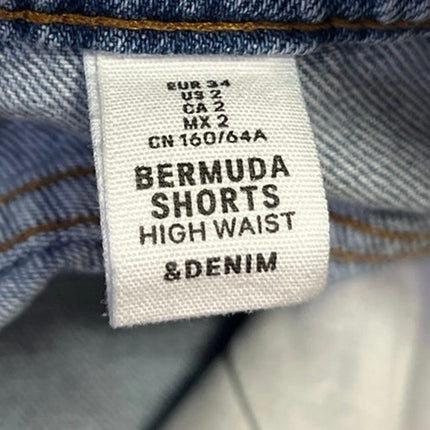 EUR 34
US 2
CA 2
MX 2
CN 160/64A
BERMUDA
SHORTS
HIGH WAIST
&DENIM